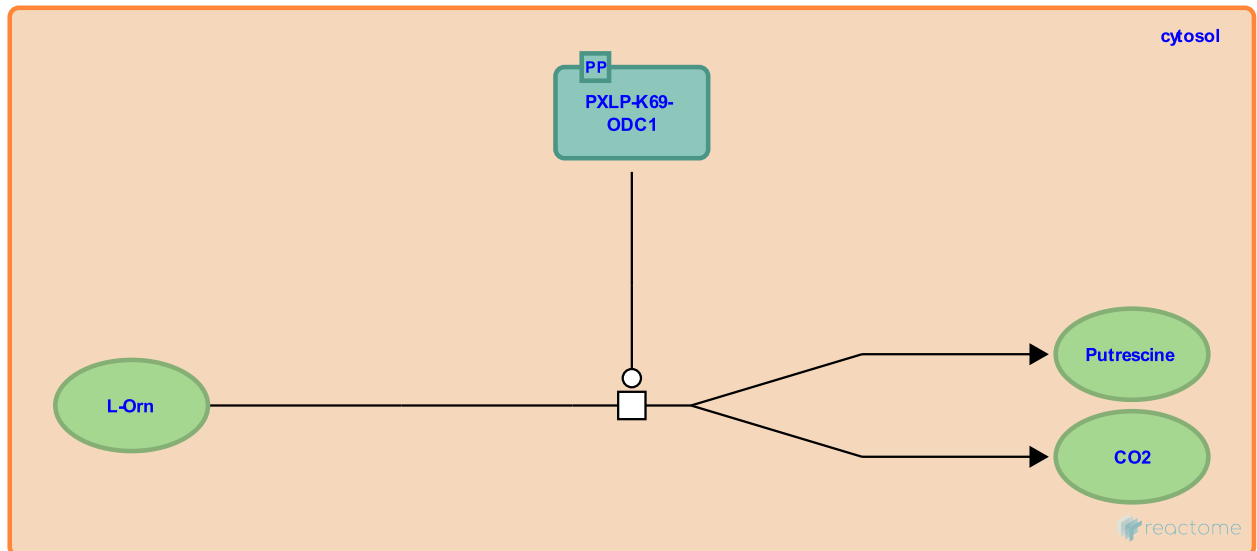 cytosol
PP
PXLP-K69-
ODC1
L-Orn
Putrescine
CO2
reactome